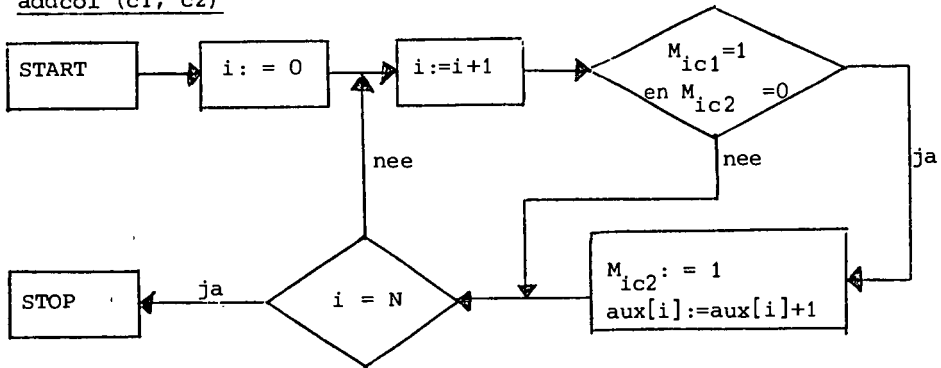 addcol (c1, c2)
START
i: = 0
i:=i+1
M_ic1=1
en M_ic2 =0
ja
nee
nee
M_ic2: = 1
aux[i]:=aux[i]+1
i = N
ja
STOP